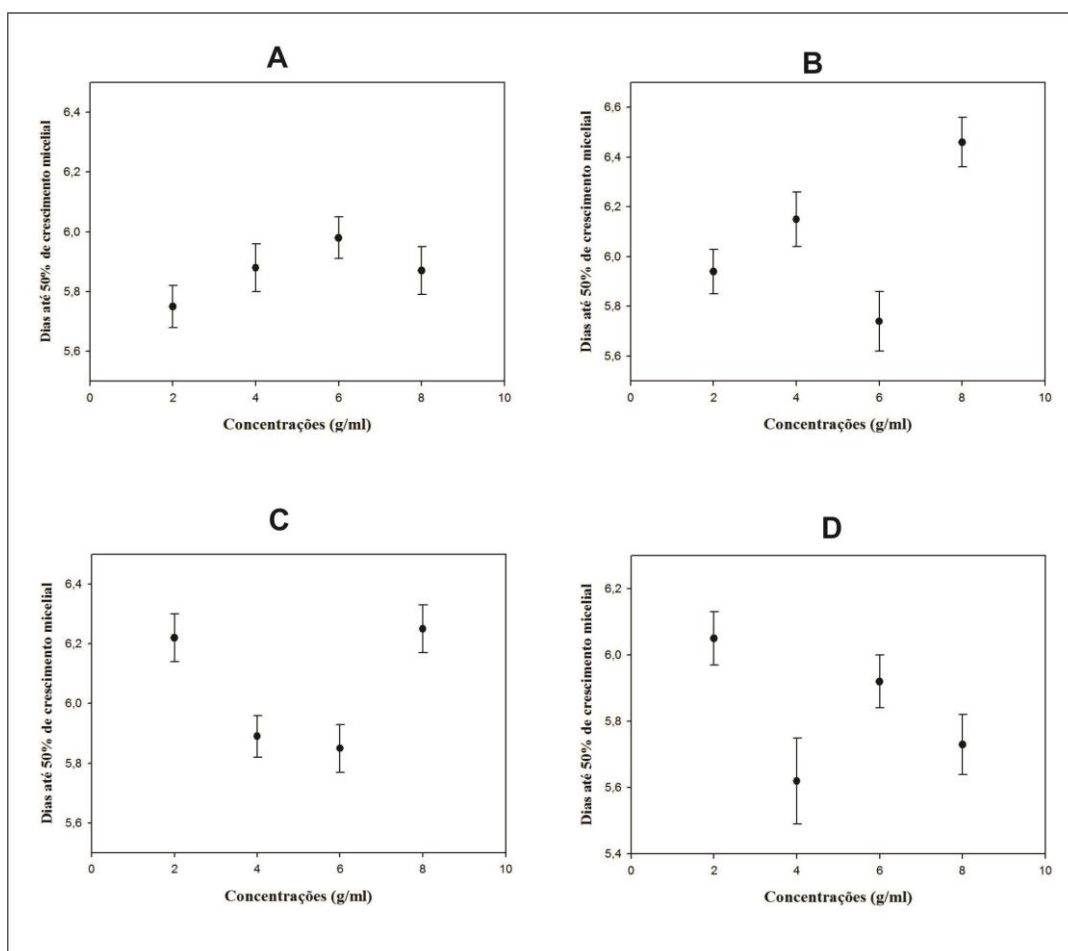 A
Dias até 50% de crescimento micelial
6,4
6,2
6,0
5,8
5,6
0 2 4 6 8 10
Concentrações (g/ml)
B
Dias até 50% de crescimento micelial
6,6
6,4
6,2
6,0
5,8
5,6
0 2 4 6 8 10
Concentrações (g/ml)
C
Dias até 50% de crescimento micelial
6,4
6,2
6,0
5,8
5,6
0 2 4 6 8 10
Concentrações (g/ml)
D
Dias até 50% de crescimento micelial
6,2
6,0
5,8
5,6
5,4
0 2 4 6 8 10
Concentrações (g/ml)